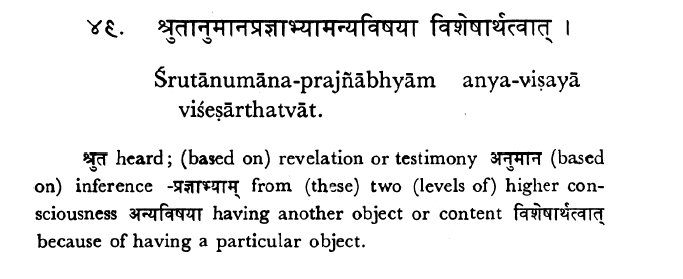 ४९. श्रुतानुमानप्रज्ञाभ्यामन्यविषया विशेषार्थत्वात् ।
Śrutānumāna-prajñābhyām anya-viṣayā
viśeṣārthatvāt.
श्रुत heard; (based on) revelation or testimony अनुमान (based
on) inference -प्रज्ञाभ्याम् from (these) two (levels of) higher con-
sciousness अन्यविषया having another object or content विशेषार्थत्वात्
because of having a particular object.